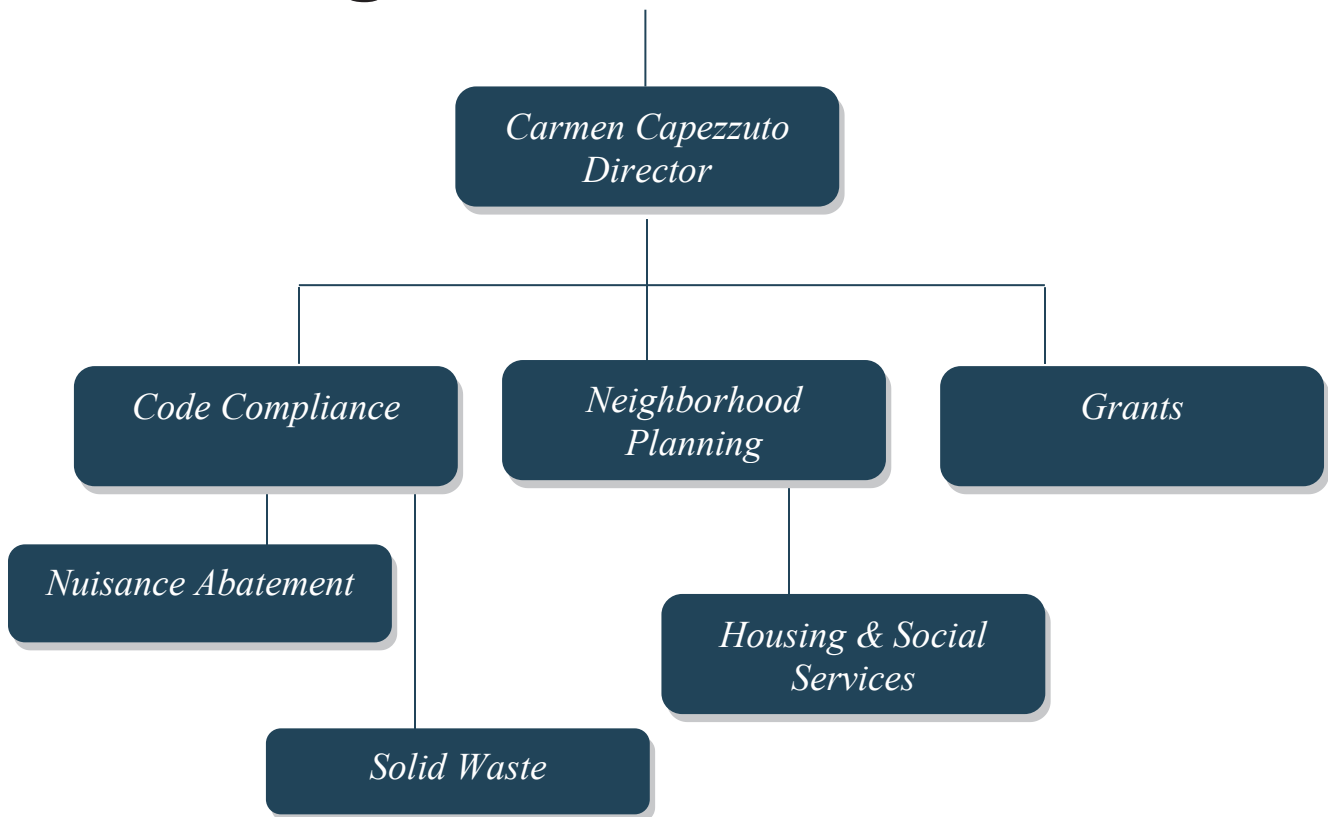 Carmen Capezzuto
Director
Code Compliance
Neighborhood
Planning
Grants
Nuisance Abatement
Housing & Social
Services
Solid Waste